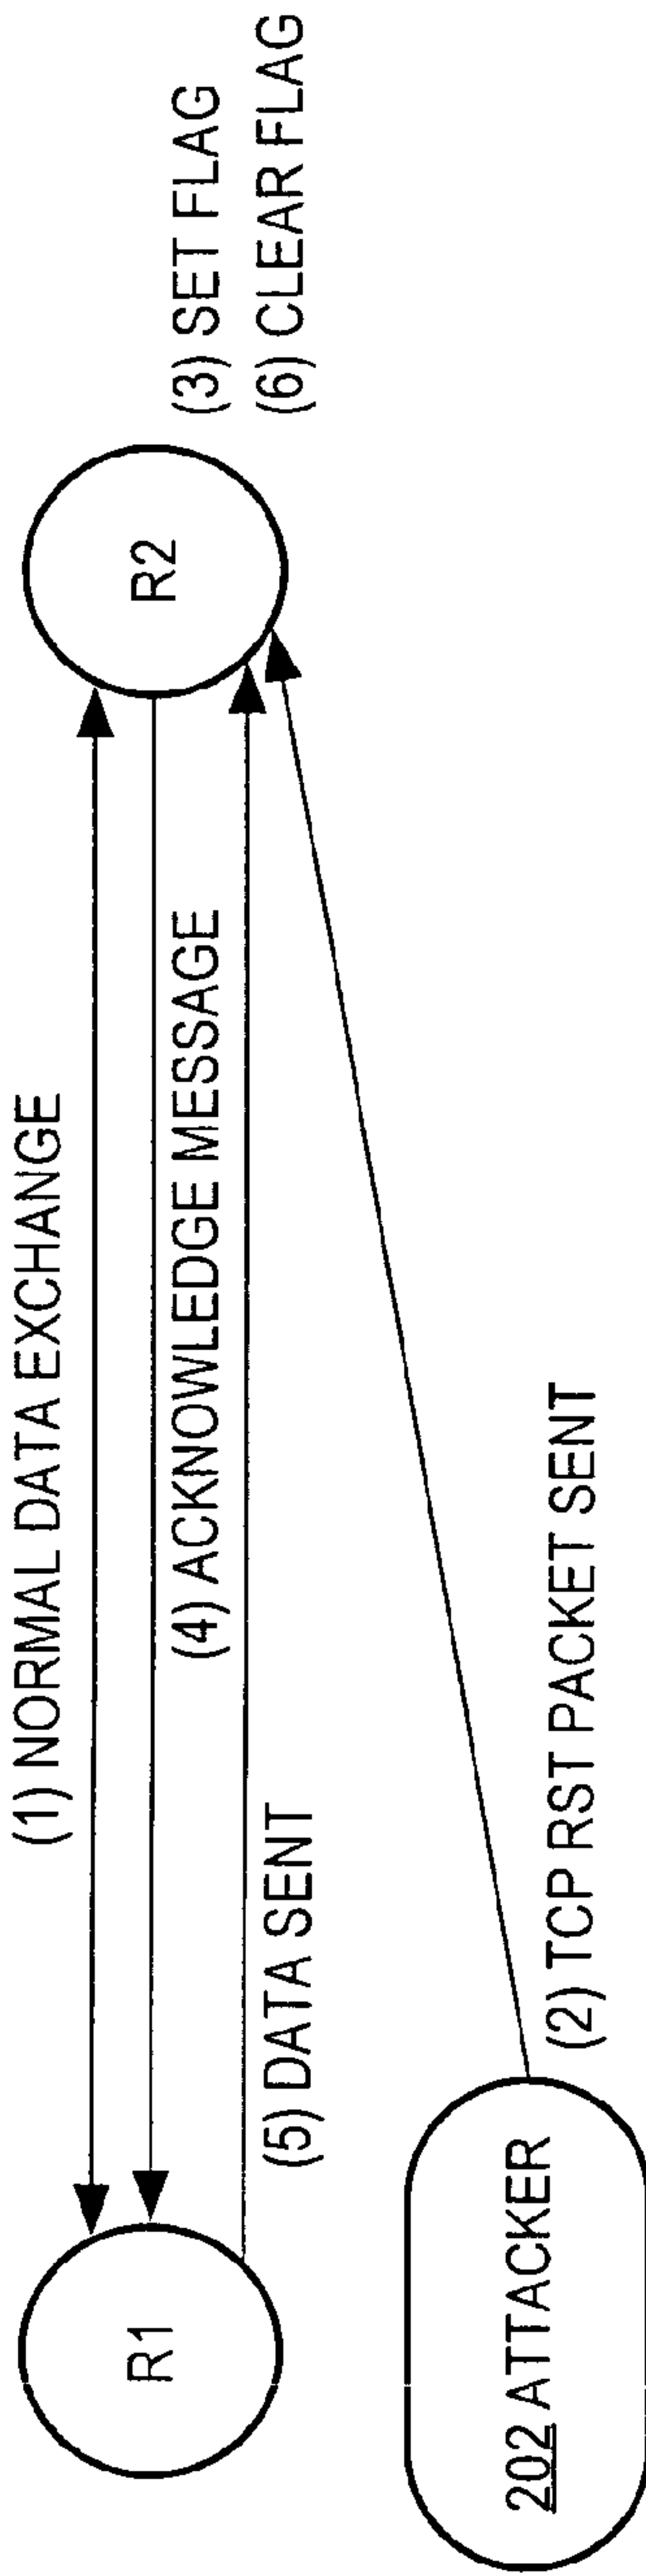 (1) NORMAL DATA EXCHANGE
R1
R2
(3) SET FLAG
(4) ACKNOWLEDGE MESSAGE
(6) CLEAR FLAG
(5) DATA SENT
202 ATTACKER
(2) TCP RST PACKET SENT